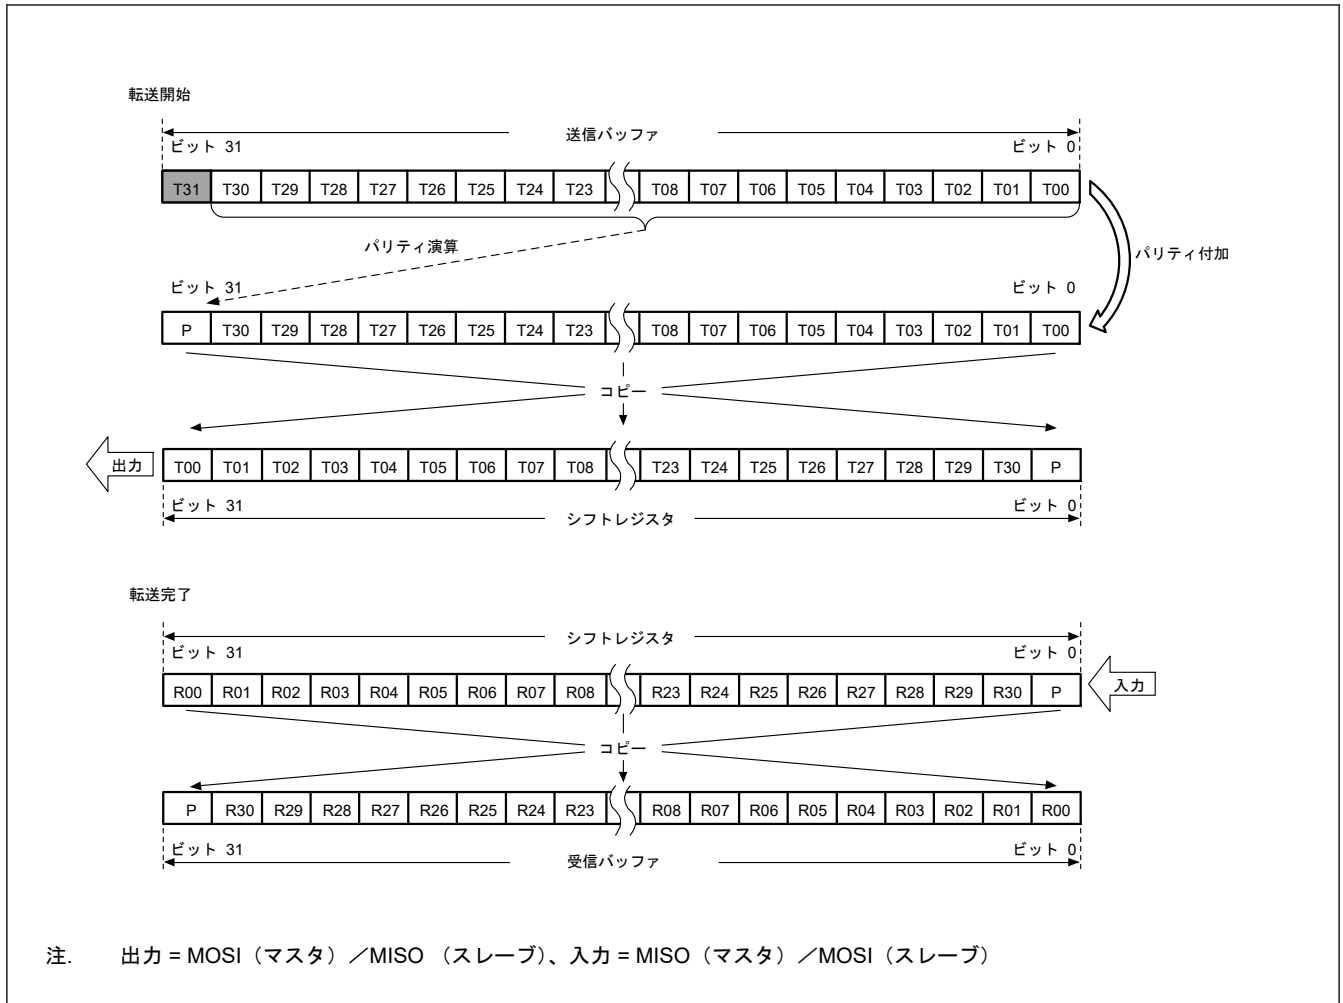 転送開始
送信バッファ
ビット 31 ビット 0
T31 T30 T29 T28 T27 T26 T25 T24 T23 T08 T07 T06 T05 T04 T03 T02 T01 T00
パリティ演算
パリティ付加
ビット 31 ビット 0
P T30 T29 T28 T27 T26 T25 T24 T23 T08 T07 T06 T05 T04 T03 T02 T01 T00
コピー
出力 T00 T01 T02 T03 T04 T05 T06 T07 T08 T23 T24 T25 T26 T27 T28 T29 T30 P
ビット 31 ビット 0
シフトレジスタ
転送完了
シフトレジスタ
ビット 31 ビット 0
R00 R01 R02 R03 R04 R05 R06 R07 R08 R23 R24 R25 R26 R27 R28 R29 R30 P 入力
コピー
P R30 R29 R28 R27 R26 R25 R24 R23 R08 R07 R06 R05 R04 R03 R02 R01 R00
ビット 31 ビット 0
受信バッファ
注. 出力 = MOSI（マスタ）／MISO （スレーブ）、入力 = MISO（マスタ）／MOSI（スレーブ）